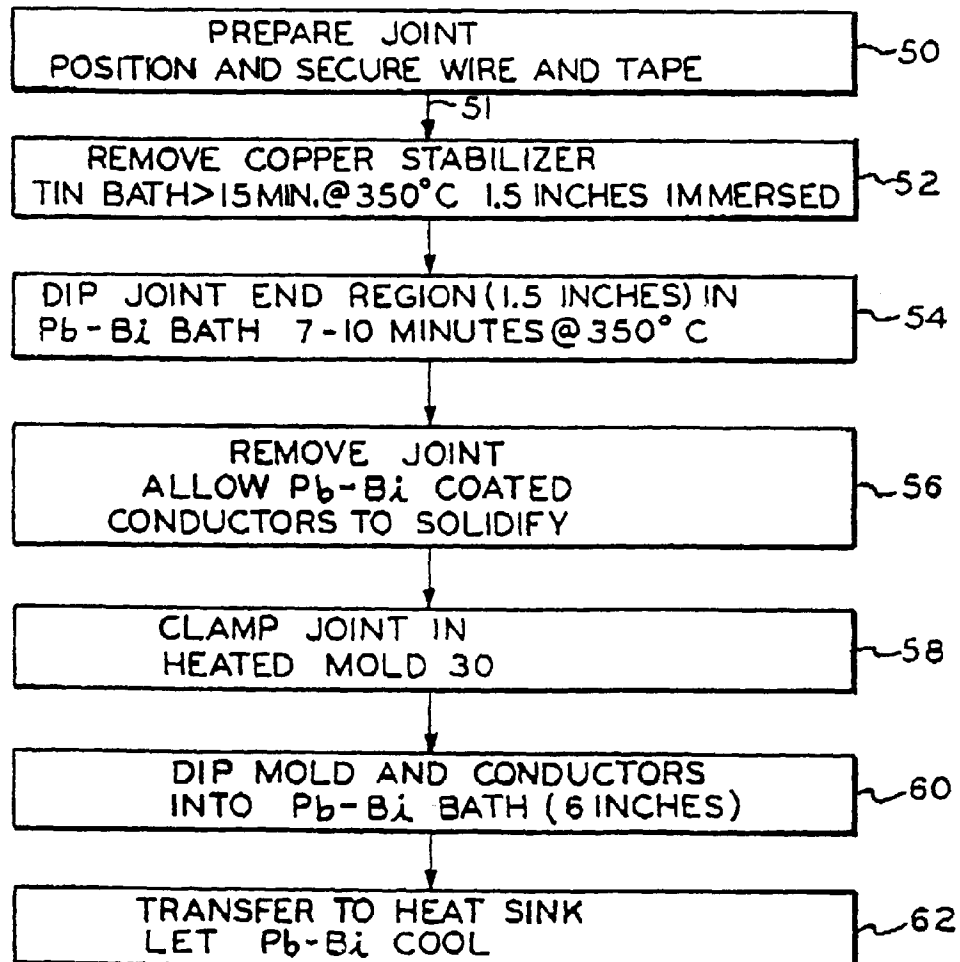 PREPARE JOINT
POSITION AND SECURE WIRE AND TAPE
50
51
REMOVE COPPER STABILIZER
TIN BATH>15MIN.@350°C 1.5 INCHES IMMERSED
52
DIP JOINT END REGION (1.5 INCHES) IN
Pb-Bi BATH 7-10 MINUTES@350°C
54
REMOVE JOINT
ALLOW Pb-Bi COATED
CONDUCTORS TO SOLIDIFY
56
CLAMP JOINT IN
HEATED MOLD 30
58
DIP MOLD AND CONDUCTORS
INTO Pb-Bi BATH (6 INCHES)
60
TRANSFER TO HEAT SINK
LET Pb-Bi COOL
62